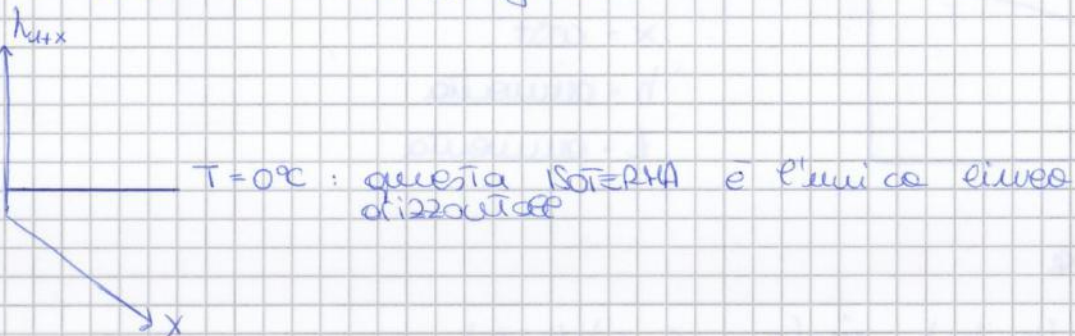 h₁₊ₓ
T = 0°C : questa ISOTERMA è l'unica linea
orizzontale
X